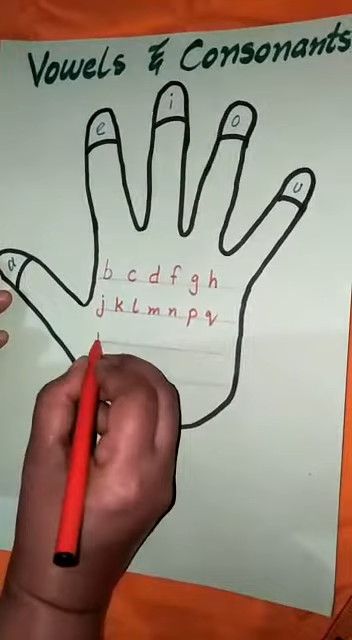 Vowels & Consonants
a e i o u
b c d f g h
j k l m n p q